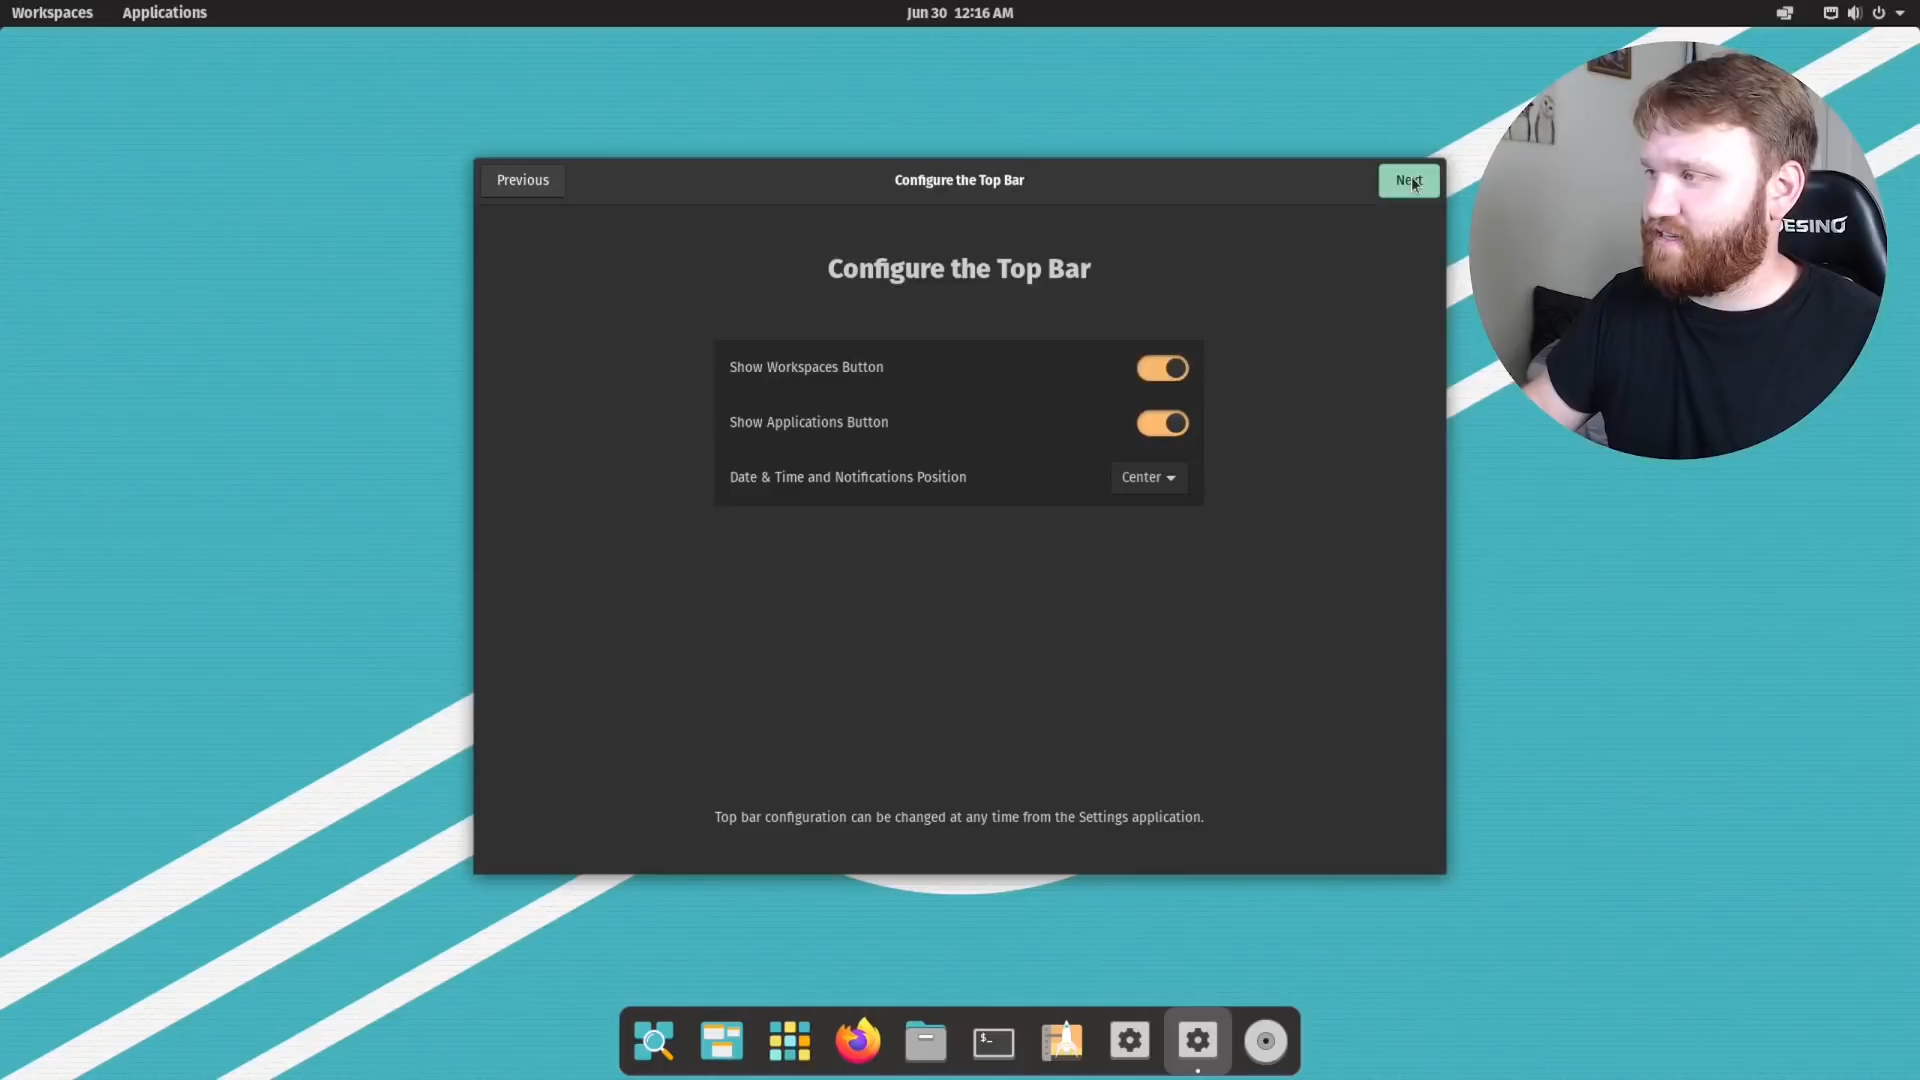 Workspaces Applications Jun 30 12:16 AM
Previous Configure the Top Bar Next
Configure the Top Bar
Show Workspaces Button
Show Applications Button
Date & Time and Notifications Position Center
Top bar configuration can be changed at any time from the Settings application.
ESINO
$_